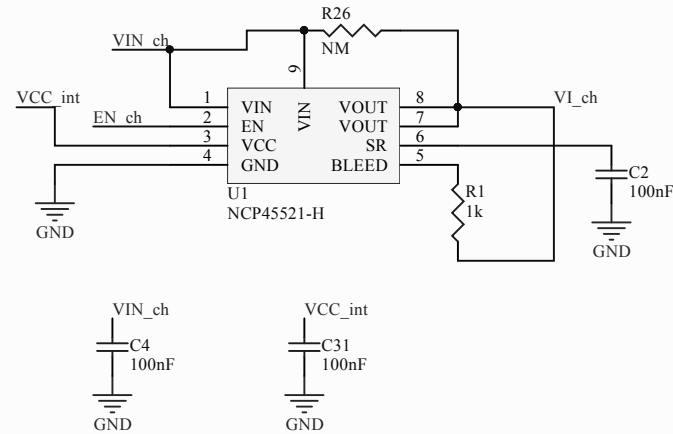 R26
NM
VIN_ch
9
VCC_int
1
VIN
VIN
VOUT
8
VI_ch
EN_ch
2
EN
VOUT
7
3
VCC
SR
6
4
GND
BLEED
5
C2
100nF
R1
1k
U1
NCP45521-H
GND
GND
VIN_ch
VCC_int
C4
100nF
C31
100nF
GND
GND